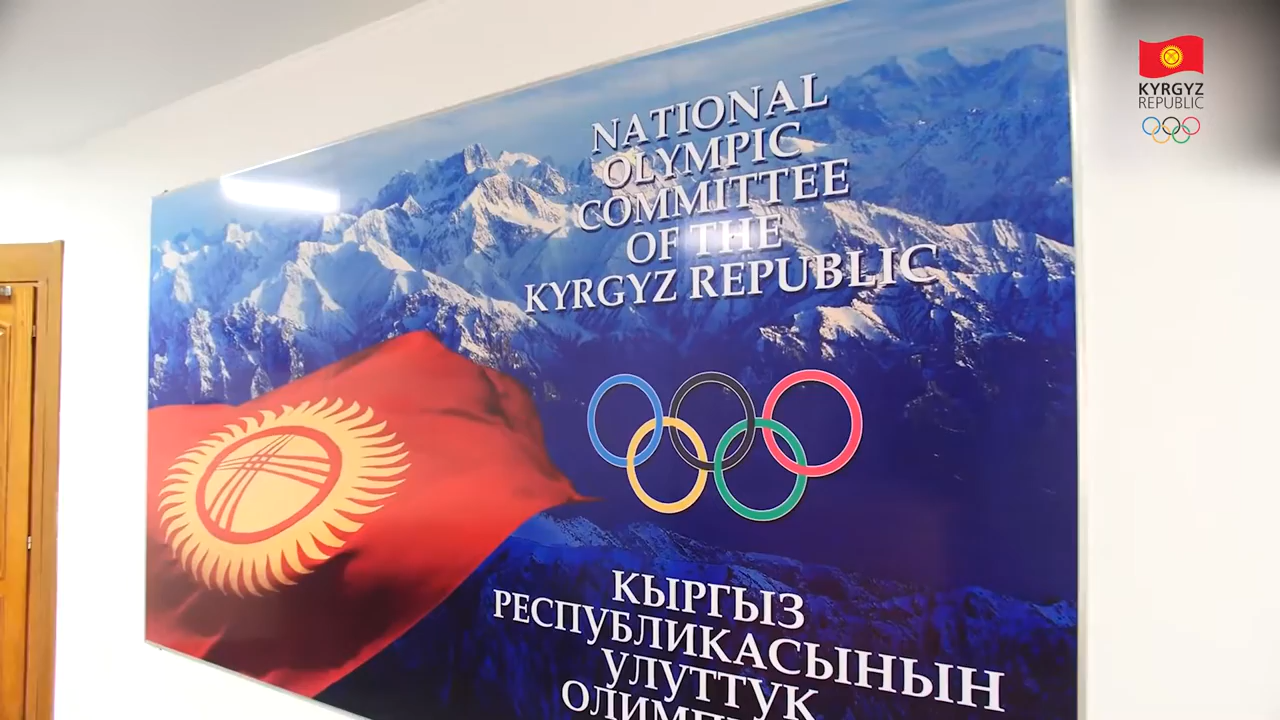 NATIONAL
OLYMPIC
COMMITTEE
OF THE
KYRGYZ REPUBLIC
КЫРГЫЗ
РЕСПУБЛИКАСЫНЫН
УЛУТТУК
KYRGYZ
REPUBLIC